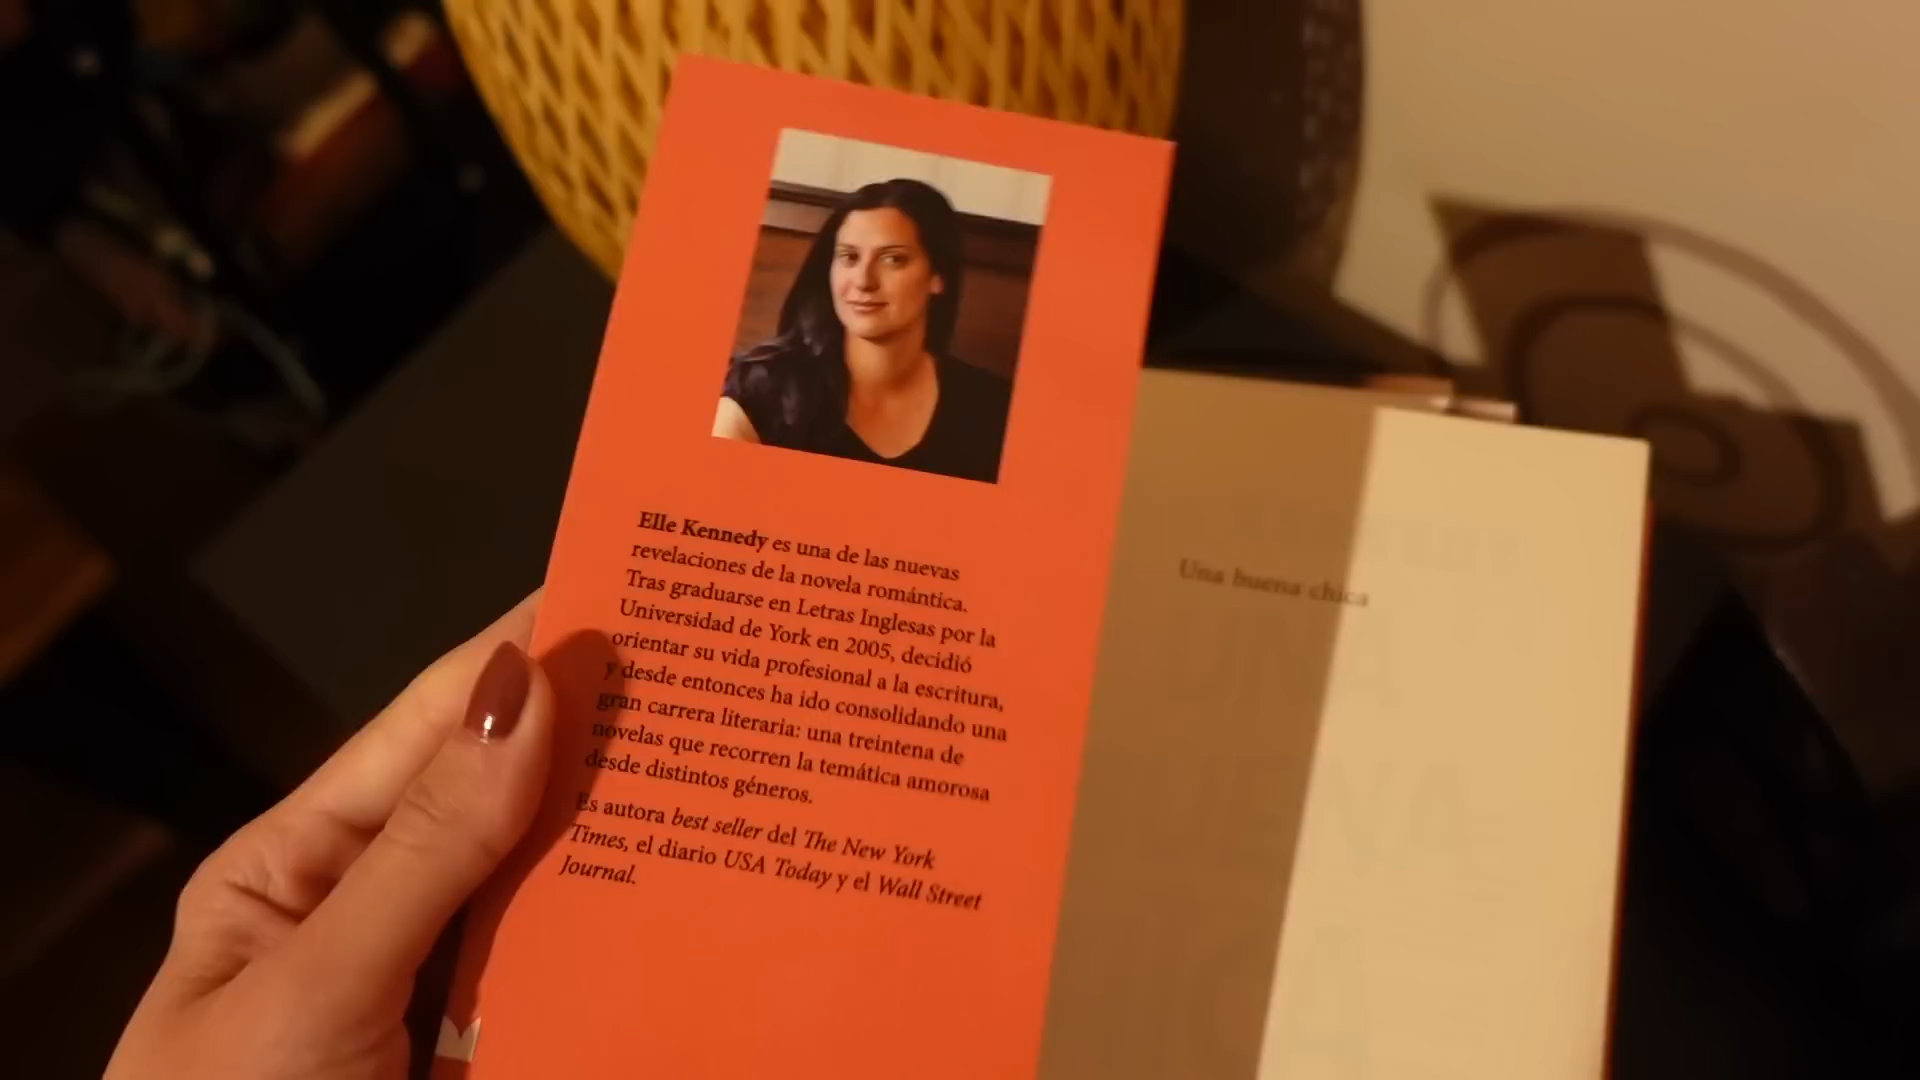 Elle Kennedy es una de las nuevas
revelaciones de la novela romántica.
Tras graduarse en Letras Inglesas por la
Universidad de York en 2005, decidió
orientar su vida profesional a la escritura,
y desde entonces ha ido consolidando una
gran carrera literaria: una treintena de
novelas que recorren la temática amorosa
desde distintos géneros.
Es autora best seller del The New York
Times, el diario USA Today y el Wall Street
Journal.
Una buena chica